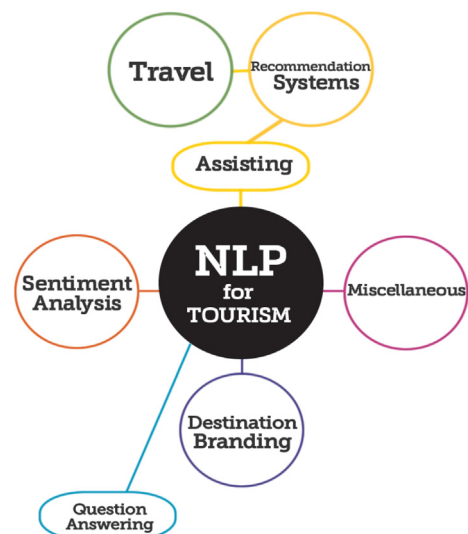 Travel
Recommendation
Systems
Assisting
NLP
for
TOURISM
Sentiment
Analysis
Miscellaneous
Destination
Branding
Question
Answering